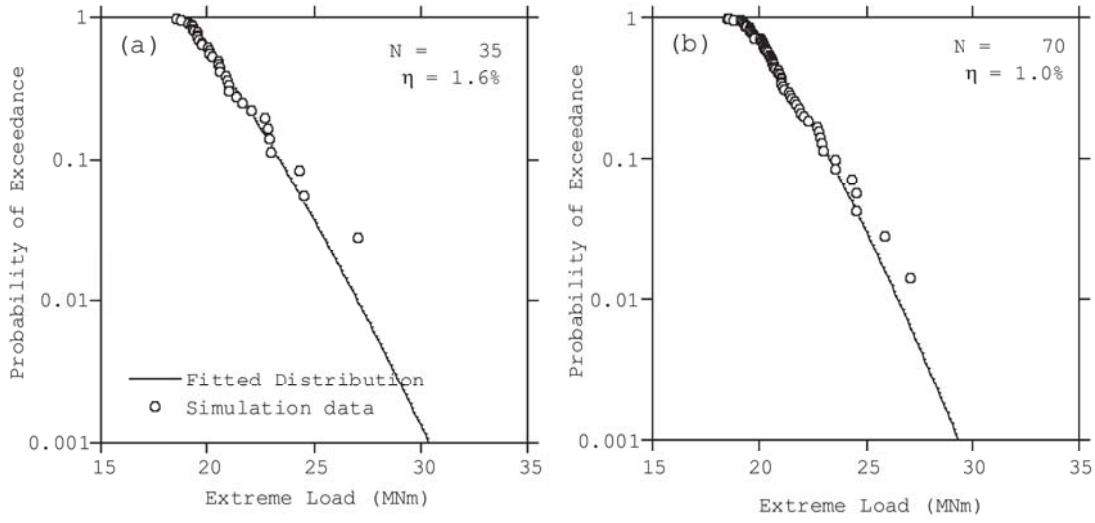 1
(a)
N = 35
η = 1.6%
0.1
0.01
0.001
Probability of Exceedance
Fitted Distribution
Simulation data
15 20 25 30 35
Extreme Load (MNm)
1
(b)
N = 70
η = 1.0%
0.1
0.01
0.001
Probability of Exceedance
15 20 25 30 35
Extreme Load (MNm)